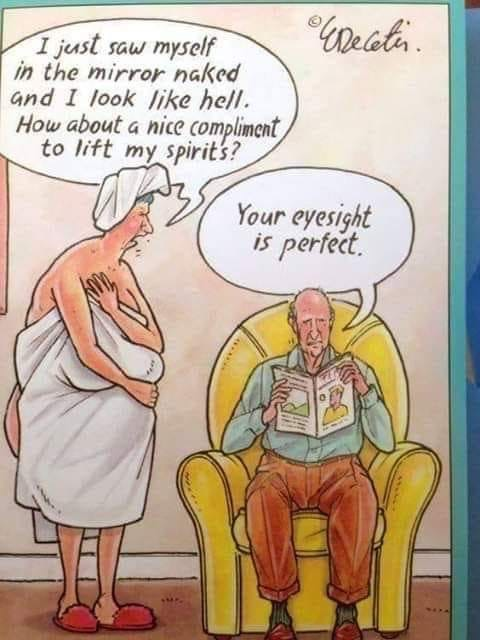 I just saw myself
in the mirror naked
and I look like hell.
How about a nice compliment
to lift my spirits?
Your eyesight
is perfect.